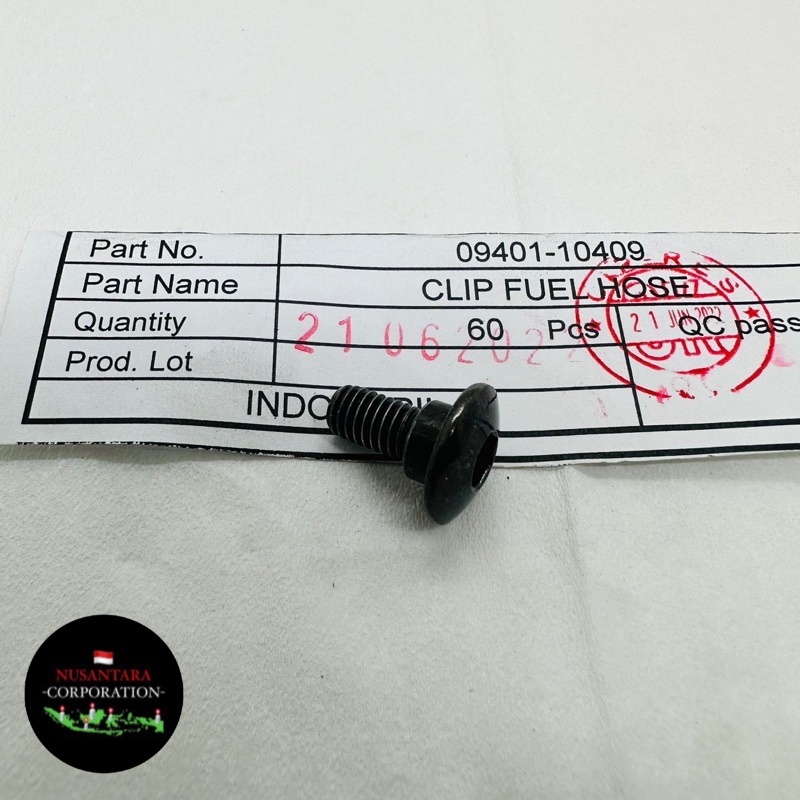 Part No. 09401-10409
Part Name CLIP FUEL HOSE
Quantity 60 Pcs QC pass
21 JUN 2022
21062022
Prod. Lot
INDO
NUSANTARA
-CORPORATION-